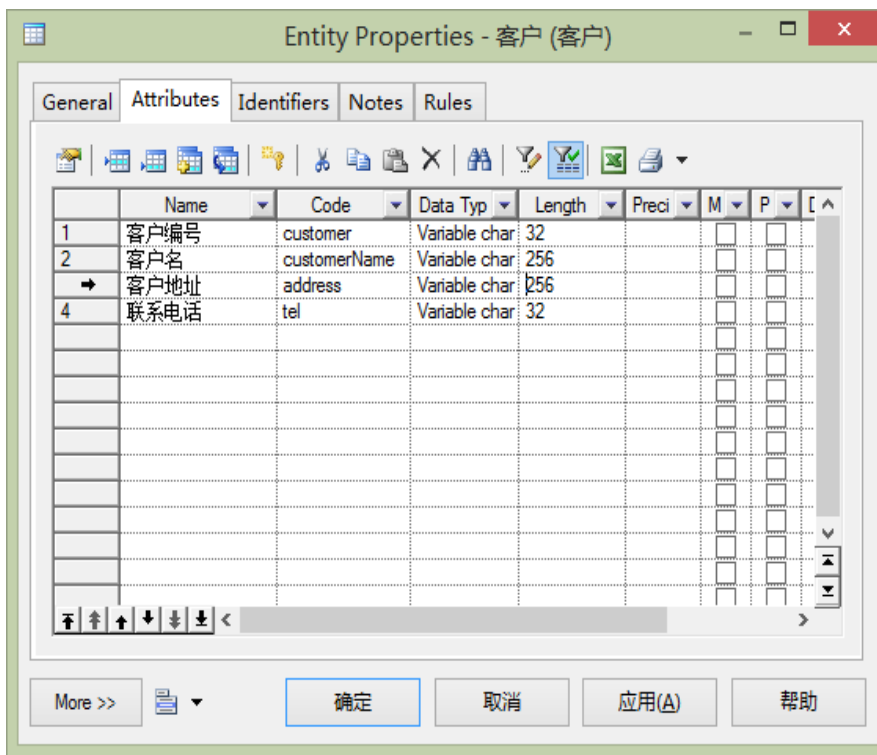 Entity Properties - 客户 (客户)
General Attributes Identifiers Notes Rules
Name Code Data Typ Length Preci M P D
1 客户编号 customer Variable char 32
2 客户名 customerName Variable char 256
客户地址 address Variable char 256
4 联系电话 tel Variable char 32
More >> 确定 取消 应用(A) 帮助